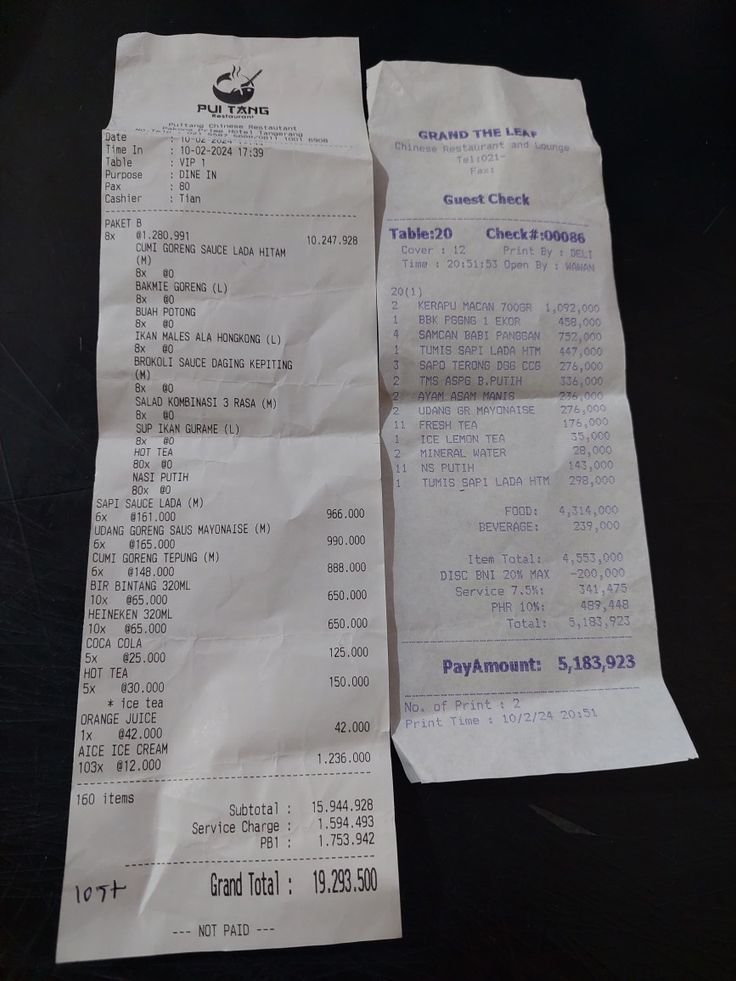 PUI TANG
Restaurant
Puitang Chinese Restautant
Pakons Prime Hotel Tangerang
Date : 10-02-2024
Time In : 10-02-2024 17:39
Table : VIP 1
Purpose : DINE IN
Pax : 80
Cashier : Tian
PAKET B
8x @1.280.991 10.247.928
CUMI GORENG SAUCE LADA HITAM
(M)
8x @0
BAKMIE GORENG (L)
8x @0
BUAH POTONG
8x @0
IKAN MALES ALA HONGKONG (L)
8x @0
BROKOLI SAUCE DAGING KEPITING
(M)
8x @0
SALAD KOMBINASI 3 RASA (M)
8x @0
SUP IKAN GURAME (L)
8x @0
HOT TEA
80x @0
NASI PUTIH
80x @0
SAPI SAUCE LADA (M)
6x @161.000 966.000
UDANG GORENG SAUS MAYONAISE (M)
6x @165.000 990.000
CUMI GORENG TEPUNG (M)
6x @148.000 888.000
BIR BINTANG 320ML
10x @65.000 650.000
HEINEKEN 320ML
10x @65.000 650.000
COCA COLA
5x @25.000 125.000
HOT TEA
5x @30.000 150.000
* ice tea
ORANGE JUICE
1x @42.000 42.000
AICE ICE CREAM
103x @12.000 1.236.000
160 items
Subtotal : 15.944.928
Service Charge : 1.594.493
PB1 : 1.753.942
Grand Total : 19.293.500
--- NOT PAID ---
GRAND THE LEAF
Chinese Restaurant and Lounge
Tel:021-
Fax:
Guest Check
Table:20 Check#:00086
Cover : 12 Print By : DELI
Time : 20:51:53 Open By : WAWAN
20(1)
2 KERAPU MACAN 700GR 1,092,000
1 BBK PGGNG 1 EKOR 458,000
4 SAMCAN BABI PANGGAN 752,000
1 TUMIS SAPI LADA HTM 447,000
3 SAPO TERONG DGG CCG 276,000
2 TMS ASPG B.PUTIH 336,000
2 AYAM ASAM MANIS 236,000
2 UDANG GR MAYONAISE 276,000
11 FRESH TEA 176,000
1 ICE LEMON TEA 35,000
2 MINERAL WATER 28,000
11 NS PUTIH 143,000
1 TUMIS SAPI LADA HTM 298,000
FOOD: 4,314,000
BEVERAGE: 239,000
Item Total: 4,553,000
DISC BNI 20% MAX -200,000
Service 7.5%: 341,475
PHR 10%: 489,448
Total: 5,183,923
PayAmount: 5,183,923
No. of Print : 2
Print Time : 10/2/24 20:51